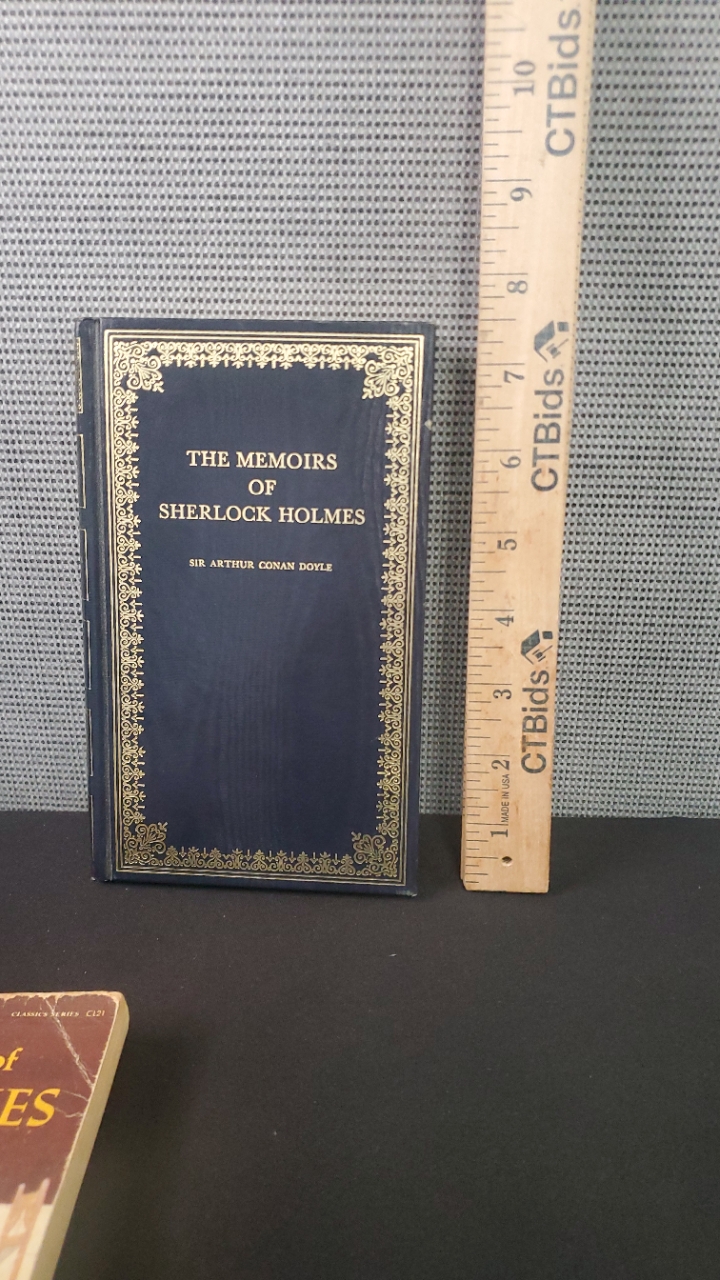 THE MEMOIRS
OF
SHERLOCK HOLMES
SIR ARTHUR CONAN DOYLE
10
9
8
7
6
5
4
3
2
1
MADE IN USA
CTBids
CTBids
CTBids
CLASSICS SERIES CL21
of
ES